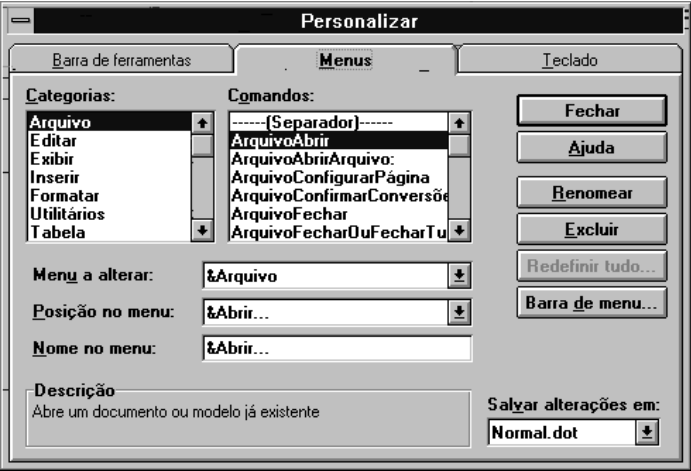 Personalizar
Barra de ferramentas
Menus
Teclado
Categorias:
Arquivo
Editar
Exibir
Inserir
Formatar
Utilitários
Tabela
Comandos:
------(Separador)------
ArquivoAbrir
ArquivoAbrirArquivo:
ArquivoConfigurarPágina
ArquivoConfirmarConversõe
ArquivoFechar
ArquivoFecharOuFecharTu
Fechar
Ajuda
Renomear
Excluir
Redefinir tudo...
Barra de menu...
Menu a alterar:
&Arquivo
Posição no menu:
&Abrir...
Nome no menu:
&Abrir...
Descrição
Abre um documento ou modelo já existente
Salvar alterações em:
Normal.dot